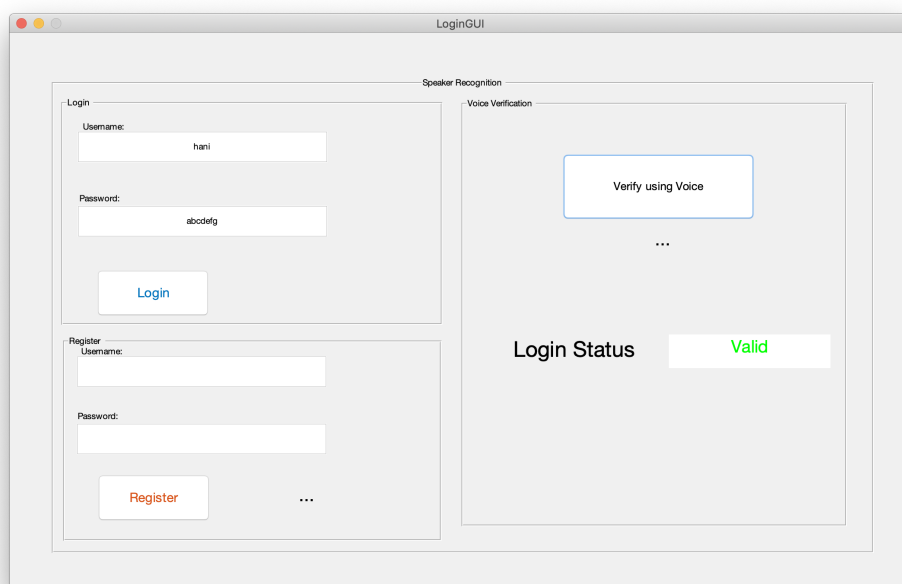 LoginGUI
Speaker Recognition
Login
Username:
hani
Password:
abcdefg
Login
Register
Username:
Password:
Register
...
Voice Verification
Verify using Voice
...
Login Status
Valid